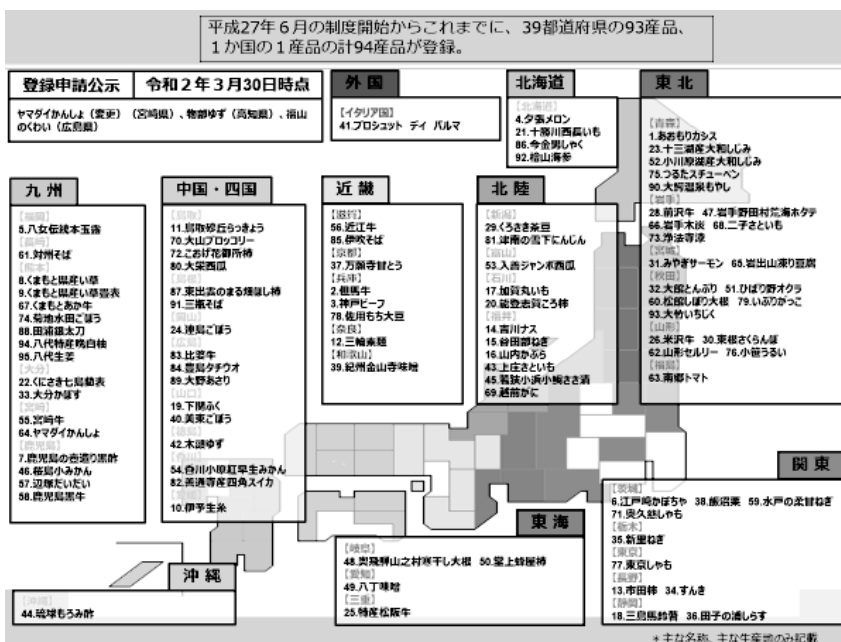 平成27年６月の制度開始からこれまでに、39都道府県の93産品、
１か国の１産品の計94産品が登録。
登録申請公示 令和２年３月30日時点
ヤマダイかんしょ（変更）（宮崎県）、物部ゆず（高知県）、福山
のくわい（広島県）
外国
［イタリア国］
41.プロシュット ディ パルマ
北海道
［北海道］
4.夕張メロン
21.十勝川西長いも
86.今金男しゃく
92.檜山海参
東北
［青森］
1.あおもりカシス
23.十三湖産大和しじみ
52.小川原湖産大和しじみ
75.つるたスチューベン
90.大鰐温泉もやし
［岩手］
28.前沢牛 47.岩手野田村荒海ホタテ
66.岩手木炭 68.二子さといも
73.浄法寺漆
［宮城］
31.みやぎサーモン 65.岩出山凍り豆腐
［秋田］
32.大館とんぶり 51.ひばり野オクラ
60.松館しぼり大根 79.いぶりがっこ
93.大竹いちじく
［山形］
26.米沢牛 30.東根さくらんぼ
62.山形セルリー 76.小笹うるい
［福島］
63.南郷トマト
九州
［福岡］
5.八女伝統本玉露
［長崎］
61.対州そば
［熊本］
8.くまもと県産い草
9.くまもと県産い草畳表
67.くまもとあか牛
74.菊池水田ごぼう
88.田浦銀太刀
94.八代特産晩白柚
95.八代生姜
［大分］
22.くにさき七島藺表
33.大分かぼす
［宮崎］
55.宮崎牛
64.ヤマダイかんしょ
［鹿児島］
7.鹿児島の壺造り黒酢
46.桜島小みかん
57.辺塚だいだい
58.鹿児島黒牛
中国・四国
［鳥取］
11.鳥取砂丘らっきょう
70.大山ブロッコリー
72.こおげ花御所柿
80.大栄西瓜
［島根］
87.東出雲のまる畑ほし柿
91.三瓶そば
［岡山］
24.連島ごぼう
［広島］
83.比婆牛
84.豊島タチウオ
89.大野あさり
［山口］
19.下関ふく
40.美東ごぼう
［徳島］
42.木頭ゆず
［香川］
54.香川小原紅早生みかん
82.善通寺産四角スイカ
［愛媛］
10.伊予生糸
近畿
［滋賀］
56.近江牛
85.伊吹そば
［京都］
37.万願寺甘とう
［兵庫］
2.但馬牛
3.神戸ビーフ
78.佐用もち大豆
［奈良］
12.三輪素麺
［和歌山］
39.紀州金山寺味噌
北陸
［新潟］
29.くろさき茶豆
81.津南の雪下にんじん
［富山］
53.入善ジャンボ西瓜
［石川］
17.加賀丸いも
20.能登志賀ころ柿
［福井］
14.吉川ナス
15.谷田部ねぎ
16.山内かぶら
43.上庄さといも
45.若狭小浜小鯛ささ漬
69.越前がに
関東
［茨城］
6.江戸崎かぼちゃ 38.飯沼栗 59.水戸の柔甘ねぎ
71.奥久慈しゃも
［栃木］
35.新里ねぎ
［東京］
77.東京しゃも
［長野］
13.市田柿 34.すんき
［静岡］
18.三島馬鈴薯 36.田子の浦しらす
東海
［岐阜］
48.奥飛騨山之村寒干し大根 50.堂上蜂屋柿
［愛知］
49.八丁味噌
［三重］
25.特産松阪牛
沖縄
［沖縄］
44.琉球もろみ酢
＊主な名称、主な生産地のみ記載